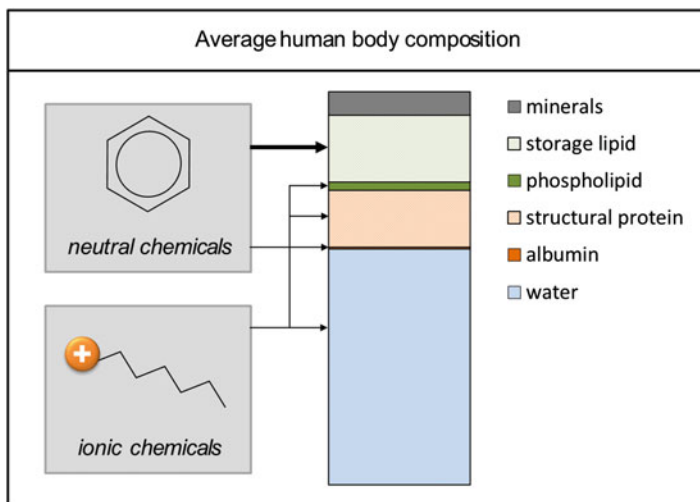 Average human body composition
neutral chemicals
+
ionic chemicals
minerals
storage lipid
phospholipid
structural protein
albumin
water